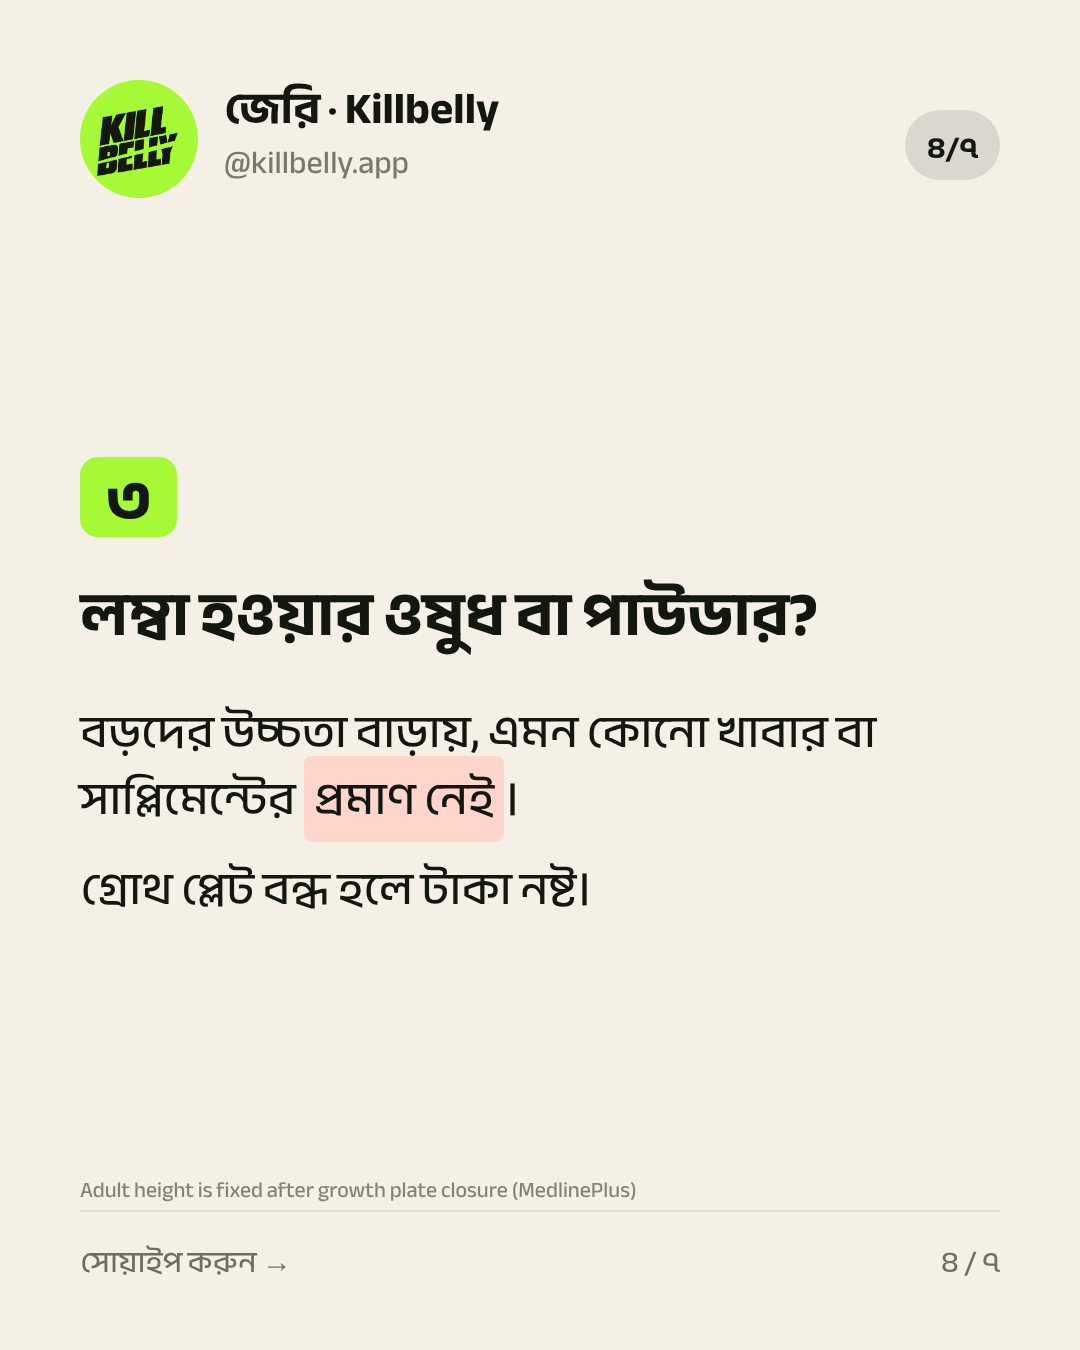 KILL
BELLY
BELLY
জেরি · Killbelly
@killbelly.app
৪/৭
৩
লম্বা হওয়ার ওষুধ বা পাউডার?
বড়দের উচ্চতা বাড়ায়, এমন কোনো খাবার বা
সাপ্লিমেন্টের প্রমাণ নেই।
গ্রোথ প্লেট বন্ধ হলে টাকা নষ্ট।
Adult height is fixed after growth plate closure (MedlinePlus)
সোয়াইপ করুন →
৪ / ৭